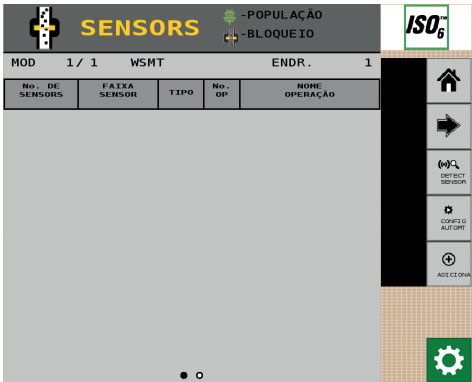 SENSORS
-POPULAÇÃO
-BLOQUEIO
ISO6™
MOD 1/ 1 WSMT ENDR. 1
No. DE SENSORS
FAIXA SENSOR
TIPO
No. OP
NOME OPERAÇÃO
DETECT
SENSOR
CONFIG
AUTOMT
ADICIONA